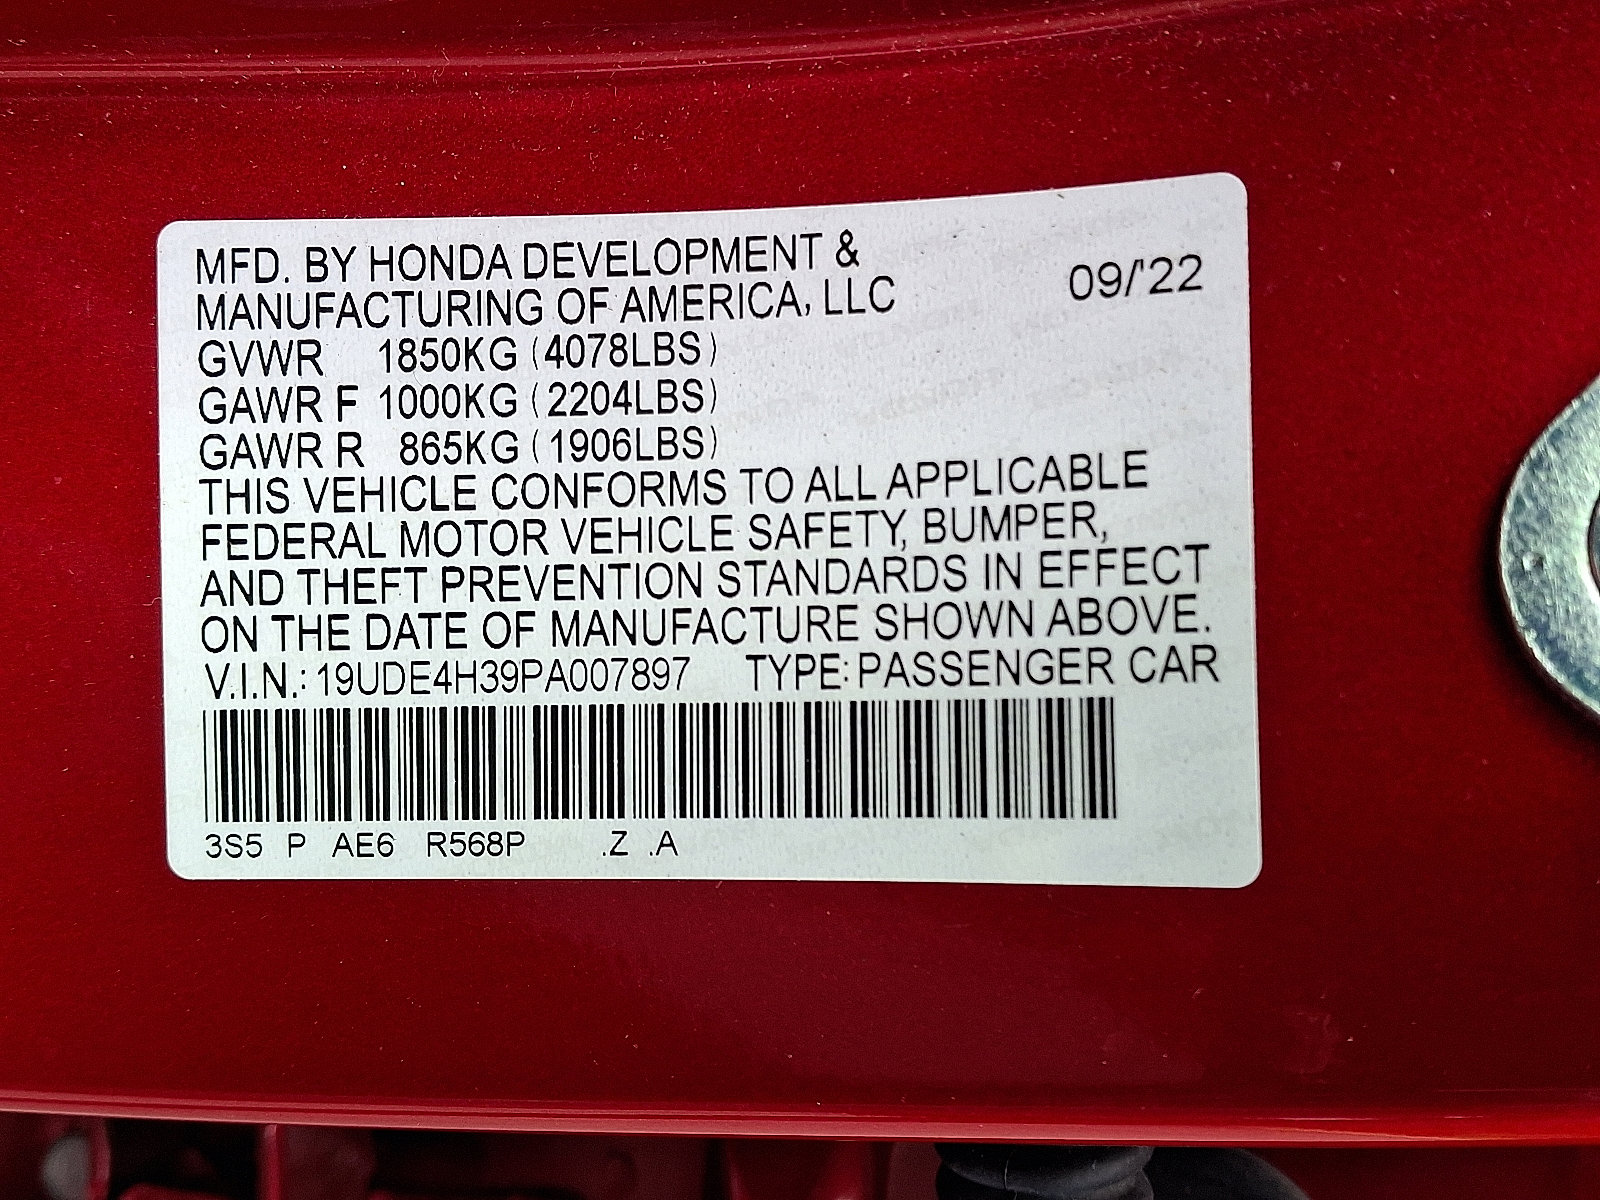 MFD. BY HONDA DEVELOPMENT &
MANUFACTURING OF AMERICA, LLC 09/'22
GVWR 1850KG (4078LBS)
GAWR F 1000KG (2204LBS)
GAWR R 865KG (1906LBS)
THIS VEHICLE CONFORMS TO ALL APPLICABLE
FEDERAL MOTOR VEHICLE SAFETY, BUMPER,
AND THEFT PREVENTION STANDARDS IN EFFECT
ON THE DATE OF MANUFACTURE SHOWN ABOVE.
V.I.N.: 19UDE4H39PA007897 TYPE: PASSENGER CAR
3S5 P AE6 R568P .Z .A